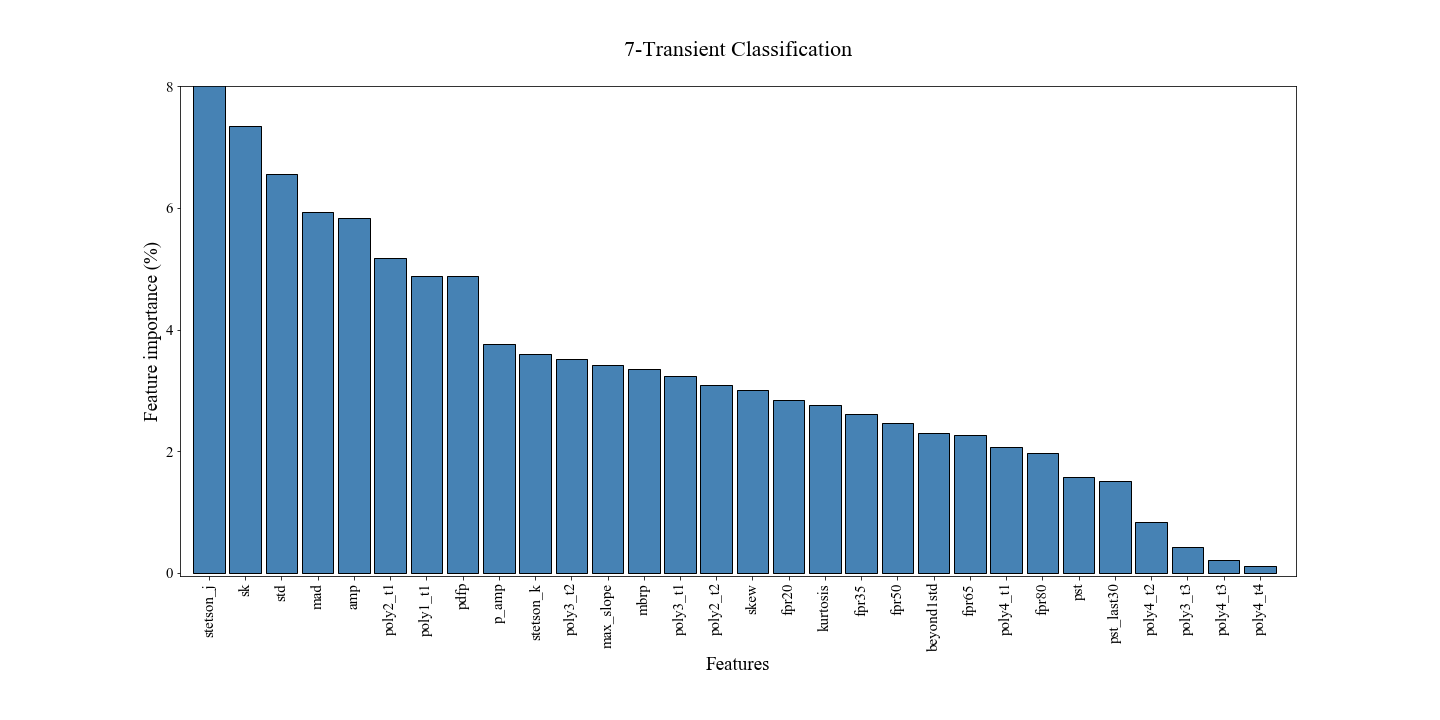 7-Transient Classification
8
6
4
2
0
Feature importance (%)
stetson_j
sk
std
mad
amp
poly2_t1
poly1_t1
pdfp
p_amp
stetson_k
poly3_t2
max_slope
mbrp
poly3_t1
poly2_t2
skew
fpr20
kurtosis
fpr35
fpr50
beyond1std
fpr65
poly4_t1
fpr80
pst
pst_last30
poly4_t2
poly3_t3
poly4_t3
poly4_t4
Features